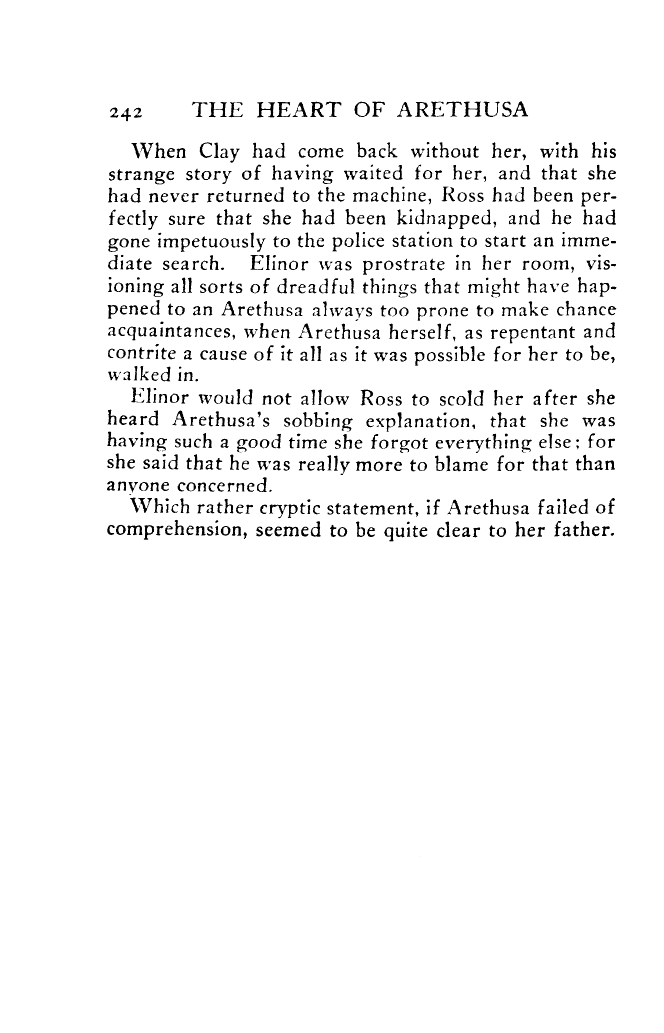 242 THE HEART OF ARETHUSA
When Clay had come back without her, with his
strange story of having waited for her, and that she
had never returned to the machine, Ross had been per-
fectly sure that she had been kidnapped, and he had
gone impetuously to the police station to start an imme-
diate search. Elinor was prostrate in her room, vis-
ioning all sorts of dreadful things that might have hap-
pened to an Arethusa always too prone to make chance
acquaintances, when Arethusa herself, as repentant and
contrite a cause of it all as it was possible for her to be,
walked in.
Elinor would not allow Ross to scold her after she
heard Arethusa's sobbing explanation, that she was
having such a good time she forgot everything else; for
she said that he was really more to blame for that than
anyone concerned.
Which rather cryptic statement, if Arethusa failed of
comprehension, seemed to be quite clear to her father.